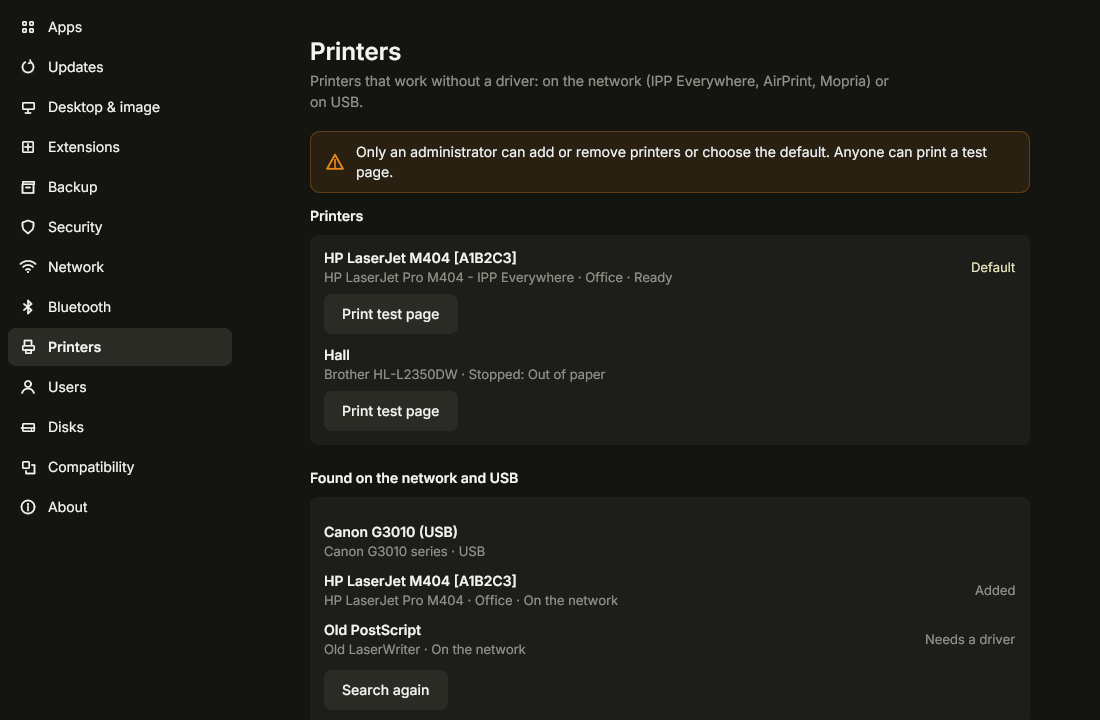 Apps
Updates
Desktop & image
Extensions
Backup
Security
Network
Bluetooth
Printers
Users
Disks
Compatibility
About
Printers
Printers that work without a driver: on the network (IPP Everywhere, AirPrint, Mopria) or
on USB.
Only an administrator can add or remove printers or choose the default. Anyone can print a test
page.
Printers
HP LaserJet M404 [A1B2C3]
HP LaserJet Pro M404 - IPP Everywhere · Office · Ready
Default
Print test page
Hall
Brother HL-L2350DW · Stopped: Out of paper
Print test page
Found on the network and USB
Canon G3010 (USB)
Canon G3010 series · USB
HP LaserJet M404 [A1B2C3]
HP LaserJet Pro M404 · Office · On the network
Added
Old PostScript
Old LaserWriter · On the network
Needs a driver
Search again